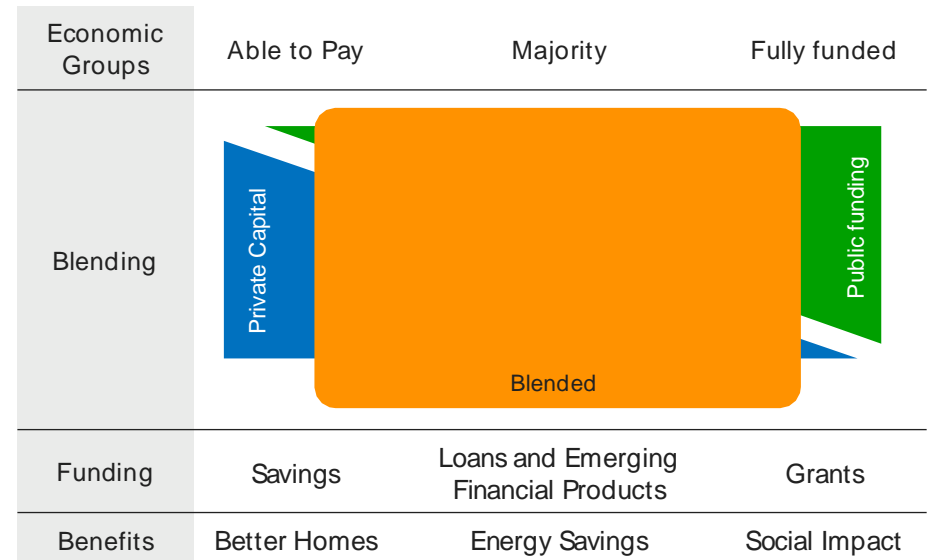 Economic
Groups
Able to Pay
Majority
Fully funded
Blending
Private Capital
Blended
Public funding
Funding
Savings
Loans and Emerging
Financial Products
Grants
Benefits
Better Homes
Energy Savings
Social Impact